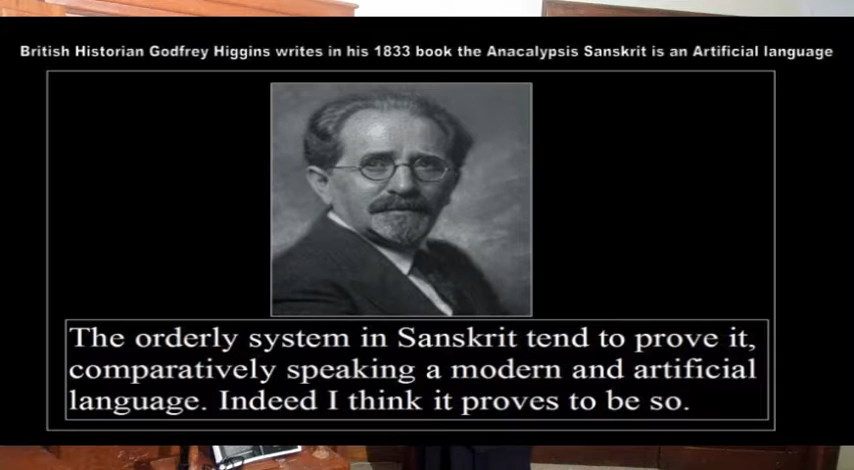 British Historian Godfrey Higgins writes in his 1833 book the Anacalypsis Sanskrit is an Artificial language
The orderly system in Sanskrit tend to prove it,
comparatively speaking a modern and artificial
language. Indeed I think it proves to be so.